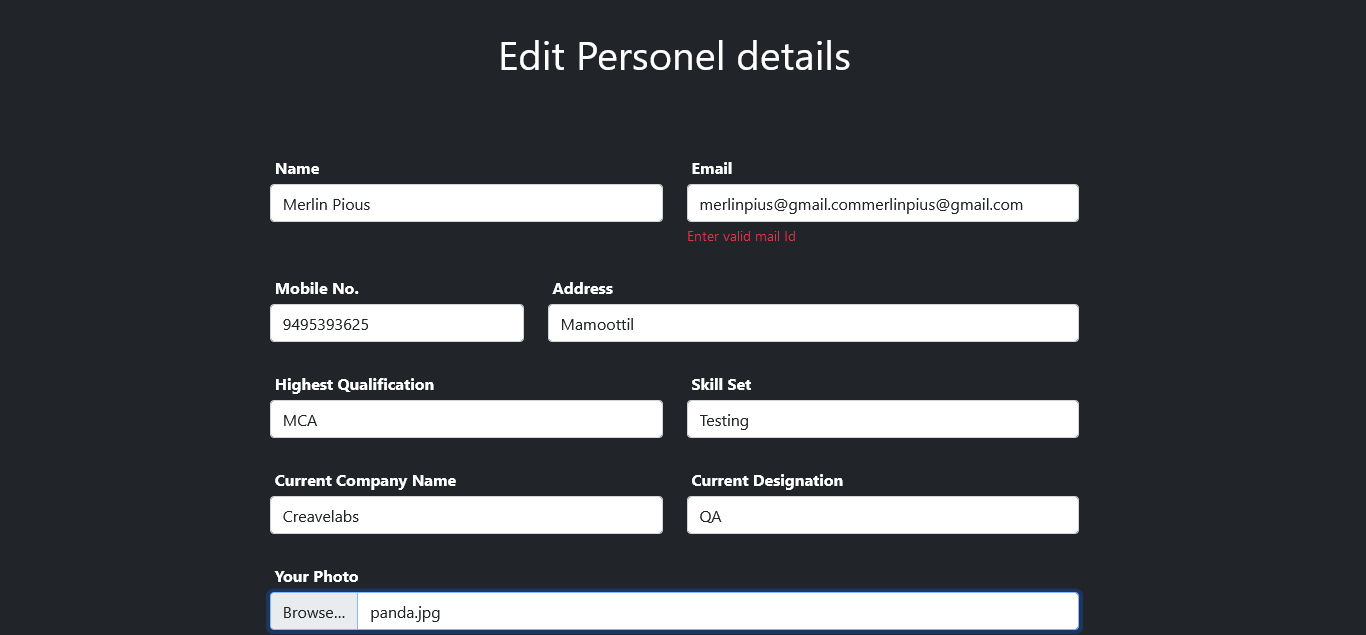 Edit Personel details
Name
Email
Merlin Pious
merlinpius@gmail.commerlinpius@gmail.com
Enter valid mail Id
Mobile No.
Address
9495393625
Mamoottil
Highest Qualification
Skill Set
MCA
Testing
Current Company Name
Current Designation
Creavelabs
QA
Your Photo
Browse... panda.jpg